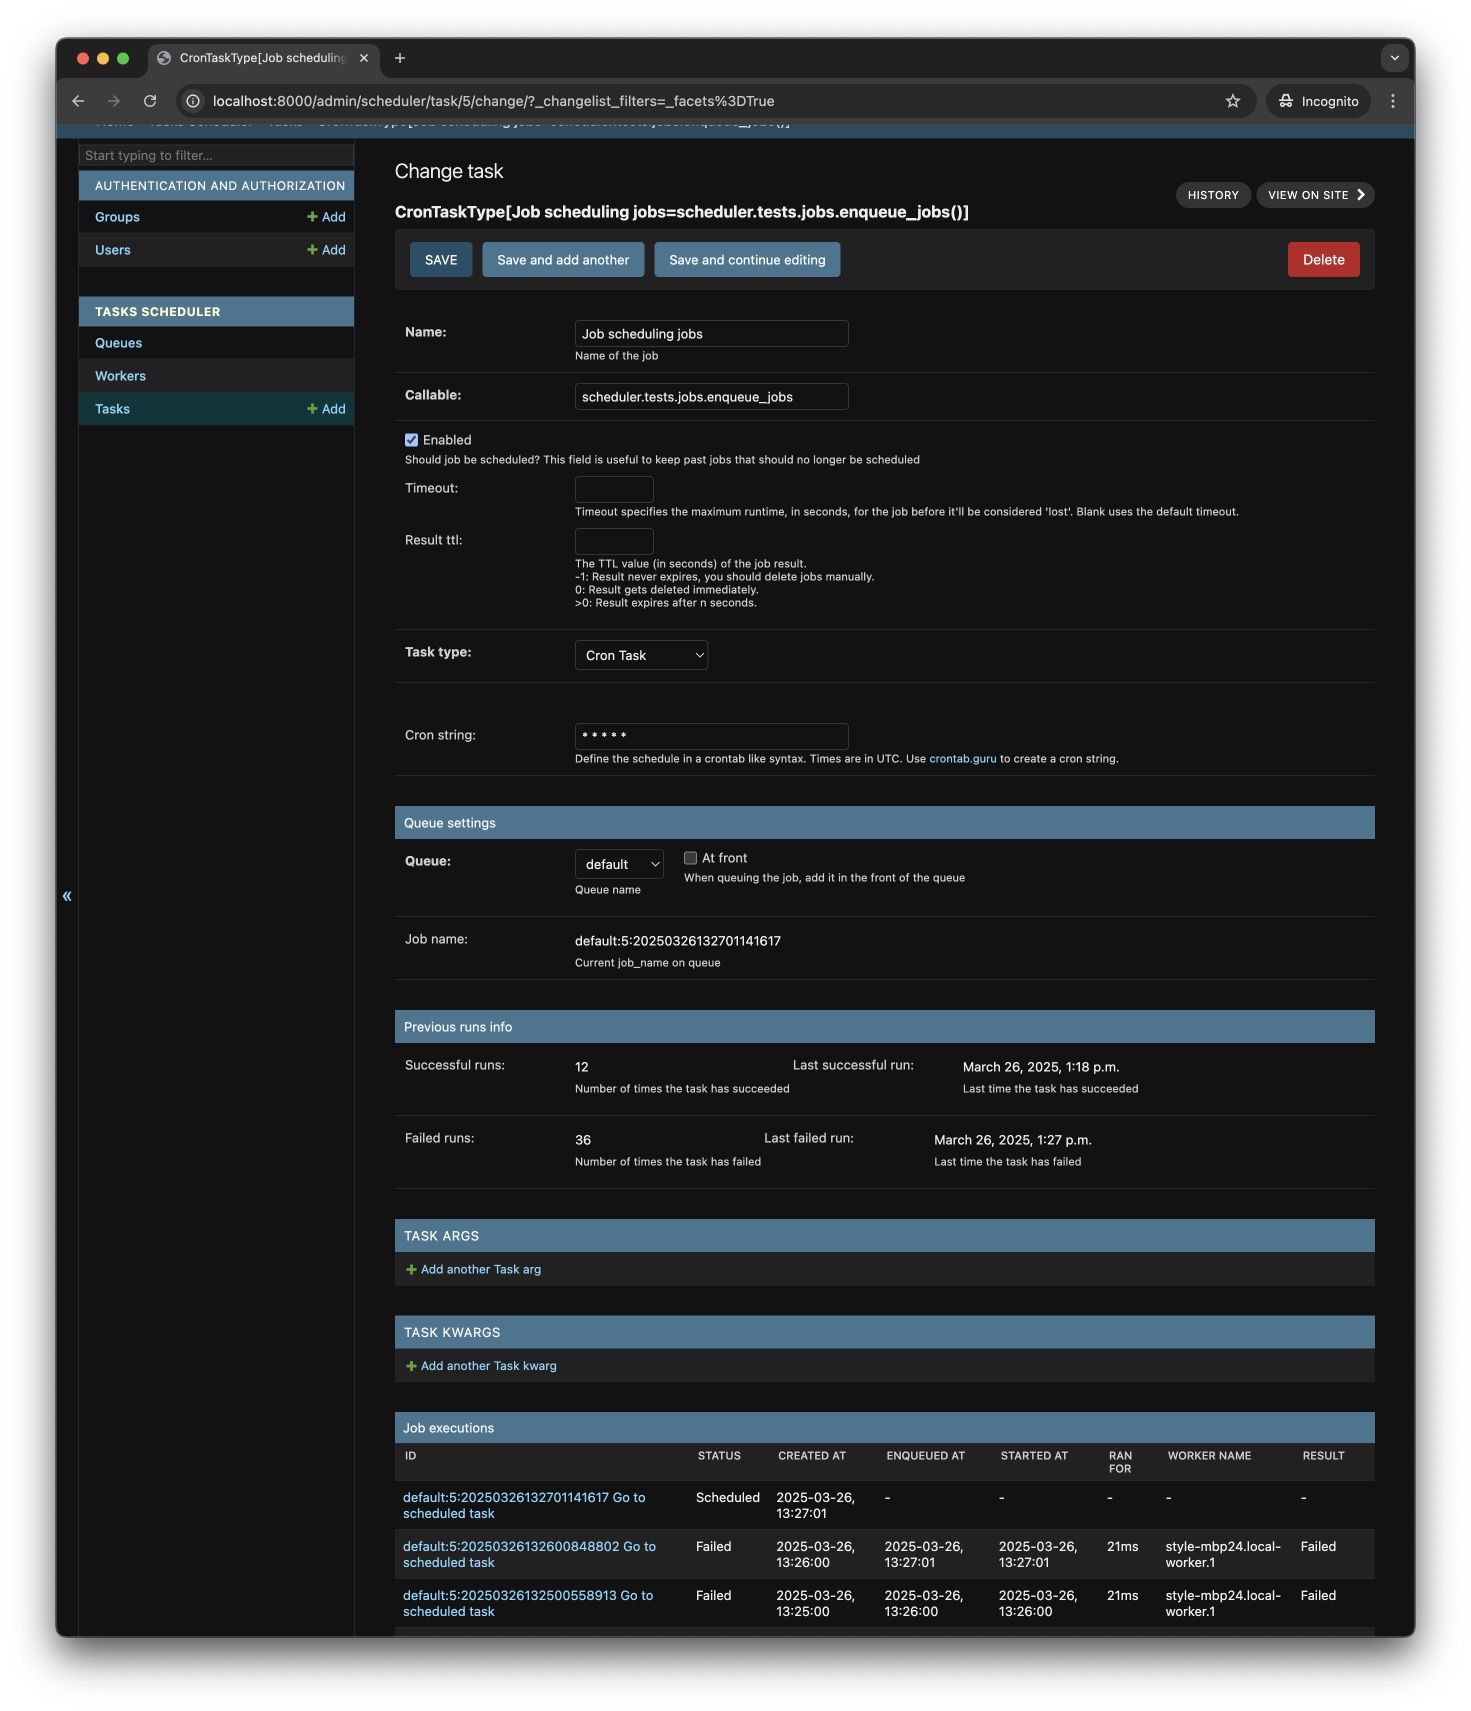 CronTaskType[Job scheduling
localhost:8000/admin/scheduler/task/5/change/?_changelist_filters=_facets%3DTrue
Incognito
Start typing to filter...
AUTHENTICATION AND AUTHORIZATION
Groups
Add
Users
Add
TASKS SCHEDULER
Queues
Workers
Tasks
Add
«
Change task
HISTORY
VIEW ON SITE
CronTaskType[Job scheduling jobs=scheduler.tests.jobs.enqueue_jobs()]
SAVE
Save and add another
Save and continue editing
Delete
Name:
Job scheduling jobs
Name of the job
Callable:
scheduler.tests.jobs.enqueue_jobs
Enabled
Should job be scheduled? This field is useful to keep past jobs that should no longer be scheduled
Timeout:
Timeout specifies the maximum runtime, in seconds, for the job before it'll be considered 'lost'. Blank uses the default timeout.
Result ttl:
The TTL value (in seconds) of the job result.
-1: Result never expires, you should delete jobs manually.
0: Result gets deleted immediately.
>0: Result expires after n seconds.
Task type:
Cron Task
Cron string:
* * * * *
Define the schedule in a crontab like syntax. Times are in UTC. Use crontab.guru to create a cron string.
Queue settings
Queue:
default
Queue name
At front
When queuing the job, add it in the front of the queue
Job name:
default:5:20250326132701141617
Current job_name on queue
Previous runs info
Successful runs:
12
Number of times the task has succeeded
Last successful run:
March 26, 2025, 1:18 p.m.
Last time the task has succeeded
Failed runs:
36
Number of times the task has failed
Last failed run:
March 26, 2025, 1:27 p.m.
Last time the task has failed
TASK ARGS
Add another Task arg
TASK KWARGS
Add another Task kwarg
Job executions
ID STATUS CREATED AT ENQUEUED AT STARTED AT RAN FOR WORKER NAME RESULT
default:5:20250326132701141617 Go to Scheduled 2025-03-26, - - - - -
scheduled task 13:27:01
default:5:20250326132600848802 Go to Failed 2025-03-26, 2025-03-26, 2025-03-26, 21ms style-mbp24.local- Failed
scheduled task 13:26:00 13:27:01 13:27:01 worker.1
default:5:20250326132500558913 Go to Failed 2025-03-26, 2025-03-26, 2025-03-26, 21ms style-mbp24.local- Failed
scheduled task 13:25:00 13:26:00 13:26:00 worker.1